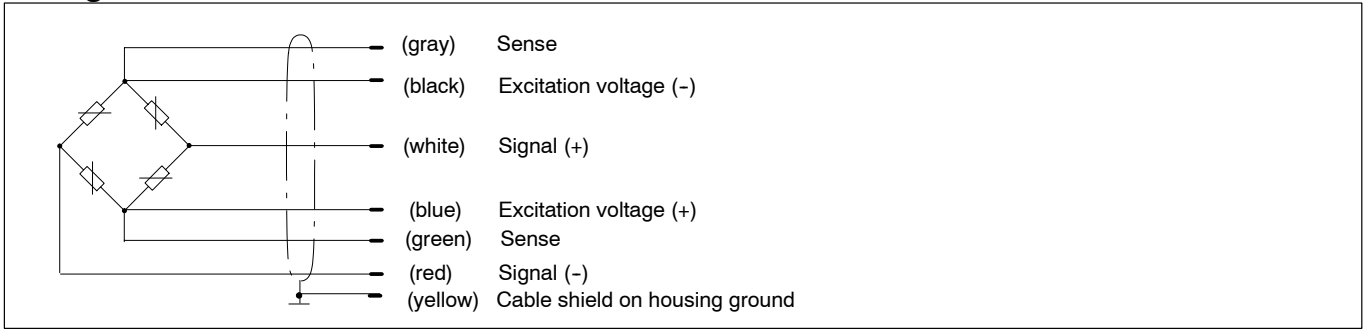 (gray) Sense
(black) Excitation voltage (-)
(white) Signal (+)
(blue) Excitation voltage (+)
(green) Sense
(red) Signal (-)
(yellow) Cable shield on housing ground